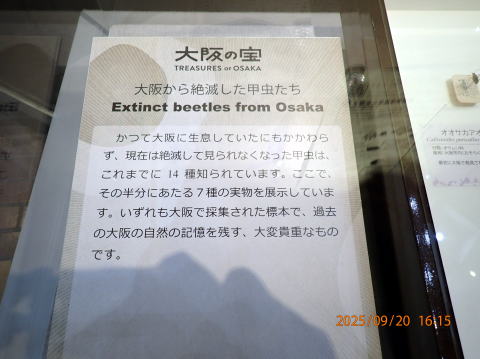 大阪の宝
TREASURES OF OSAKA
大阪から絶滅した甲虫たち
Extinct beetles from Osaka
かつて大阪に生息していたにもかかわら
ず、現在は絶滅して見られなくなった甲虫は、
これまでに 14 種知られています。ここで、
その半分にあたる７種の実物を展示していま
す。いずれも大阪で採集された標本で、過去
の大阪の自然の記憶を残す、大変貴重なもの
です。
オオサカアオ
2025/09/20 16:15